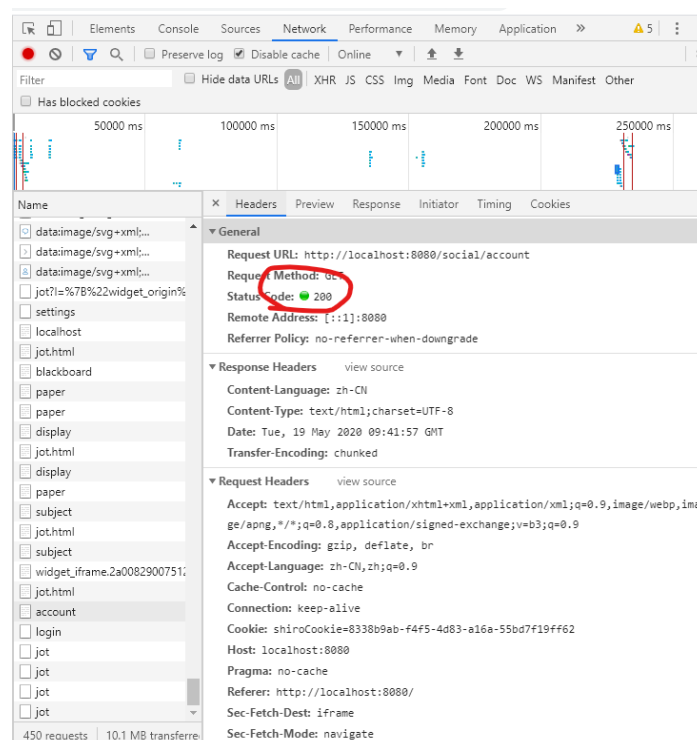 Elements Console Sources Network Performance Memory Application » 5
Preserve log Disable cache Online ▼
Filter Hide data URLs All XHR JS CSS Img Media Font Doc WS Manifest Other
Has blocked cookies
50000 ms 100000 ms 150000 ms 200000 ms 250000 ms
Name × Headers Preview Response Initiator Timing Cookies
data:image/svg+xml;...
data:image/svg+xml;...
data:image/svg+xml;...
jot?l=%7B%22widget_origin%
settings
localhost
jot.html
blackboard
paper
paper
display
jot.html
display
paper
subject
jot.html
subject
widget_iframe.2a0082900751
jot.html
account
login
jot
jot
jot
jot
450 requests 10.1 MB transferre
▼ General
Request URL: http://localhost:8080/social/account
Request Method: GET
Status Code: 200
Remote Address: [::1]:8080
Referrer Policy: no-referrer-when-downgrade
▼ Response Headers view source
Content-Language: zh-CN
Content-Type: text/html;charset=UTF-8
Date: Tue, 19 May 2020 09:41:57 GMT
Transfer-Encoding: chunked
▼ Request Headers view source
Accept: text/html,application/xhtml+xml,application/xml;q=0.9,image/webp,ima
ge/apng,*/*;q=0.8,application/signed-exchange;v=b3;q=0.9
Accept-Encoding: gzip, deflate, br
Accept-Language: zh-CN,zh;q=0.9
Cache-Control: no-cache
Connection: keep-alive
Cookie: shiroCookie=8338b9ab-f4f5-4d83-a16a-55bd7f19ff62
Host: localhost:8080
Pragma: no-cache
Referer: http://localhost:8080/
Sec-Fetch-Dest: iframe
Sec-Fetch-Mode: navigate